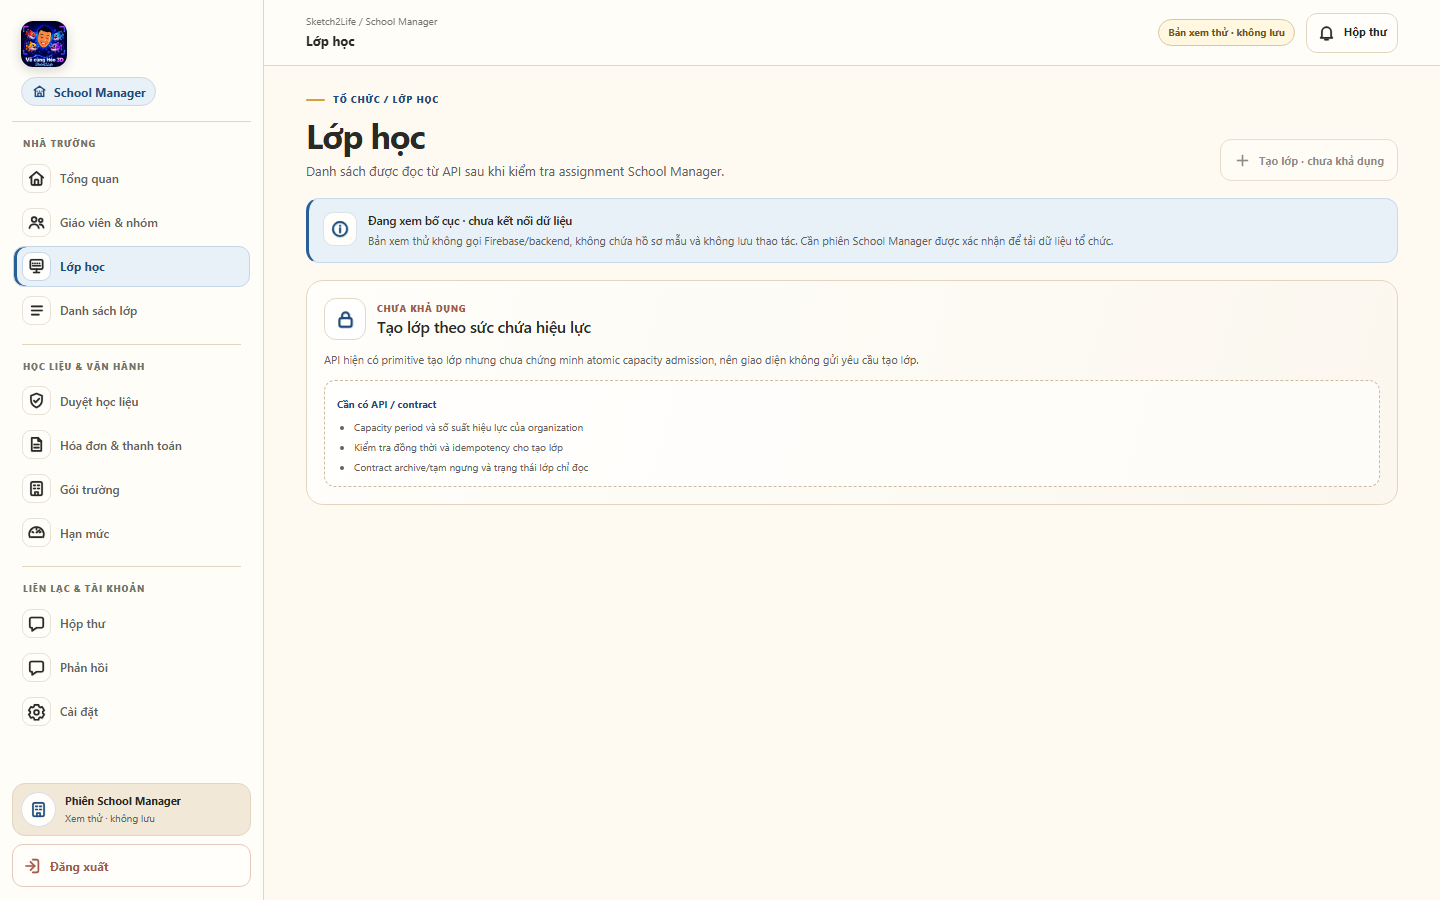 Vẽ cùng Hèo 3D
School Manager
NHÀ TRƯỜNG
Tổng quan
Giáo viên & nhóm
Lớp học
Danh sách lớp
HỌC LIỆU & VẬN HÀNH
Duyệt học liệu
Hóa đơn & thanh toán
Gói trường
Hạn mức
LIÊN LẠC & TÀI KHOẢN
Hộp thư
Phản hồi
Cài đặt
Phiên School Manager
Xem thử · không lưu
Đăng xuất
Sketch2Life / School Manager
Lớp học
Bản xem thử · không lưu
Hộp thư
TỔ CHỨC / LỚP HỌC
Lớp học
Danh sách được đọc từ API sau khi kiểm tra assignment School Manager.
Tạo lớp · chưa khả dụng
Đang xem bố cục · chưa kết nối dữ liệu
Bản xem thử không gọi Firebase/backend, không chứa hồ sơ mẫu và không lưu thao tác. Cần phiên School Manager được xác nhận để tải dữ liệu tổ chức.
CHƯA KHẢ DỤNG
Tạo lớp theo sức chứa hiệu lực
API hiện có primitive tạo lớp nhưng chưa chứng minh atomic capacity admission, nên giao diện không gửi yêu cầu tạo lớp.
Cần có API / contract
Capacity period và số suất hiệu lực của organization
Kiểm tra đồng thời và idempotency cho tạo lớp
Contract archive/tạm ngưng và trạng thái lớp chỉ đọc